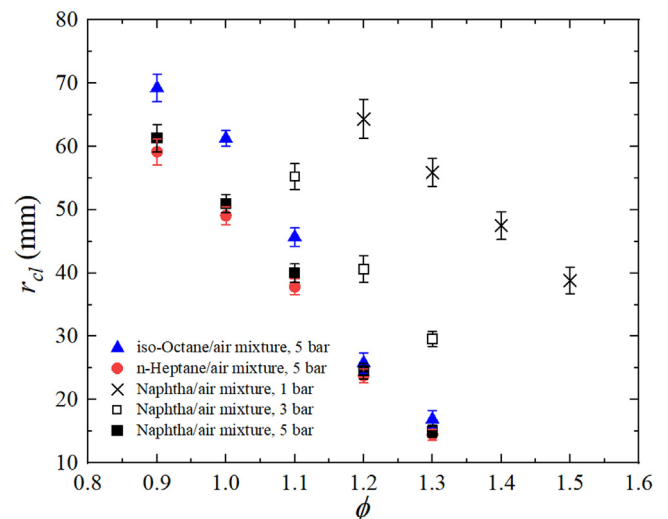 80
70
60
50
40
30
20
10
r_cl (mm)
iso-Octane/air mixture, 5 bar
n-Heptane/air mixture, 5 bar
Naphtha/air mixture, 1 bar
Naphtha/air mixture, 3 bar
Naphtha/air mixture, 5 bar
0.8 0.9 1.0 1.1 1.2 1.3 1.4 1.5 1.6
ϕ